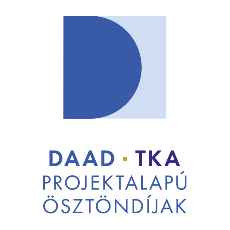 DAAD · TKA
PROJEKTALAPÚ
ÖSZTÖNDÍJAK